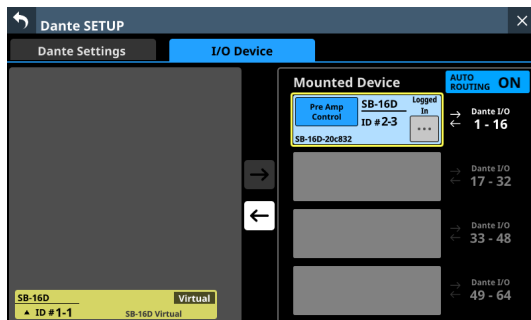 Dante SETUP
Dante Settings
I/O Device
Mounted Device
AUTO
ROUTING ON
Pre Amp
Control
SB-16D
ID # 2-3
Logged
In
...
SB-16D-20c832
Dante I/O
1 - 16
Dante I/O
17 - 32
Dante I/O
33 - 48
Dante I/O
49 - 64
SB-16D
Virtual
ID # 1-1
SB-16D Virtual